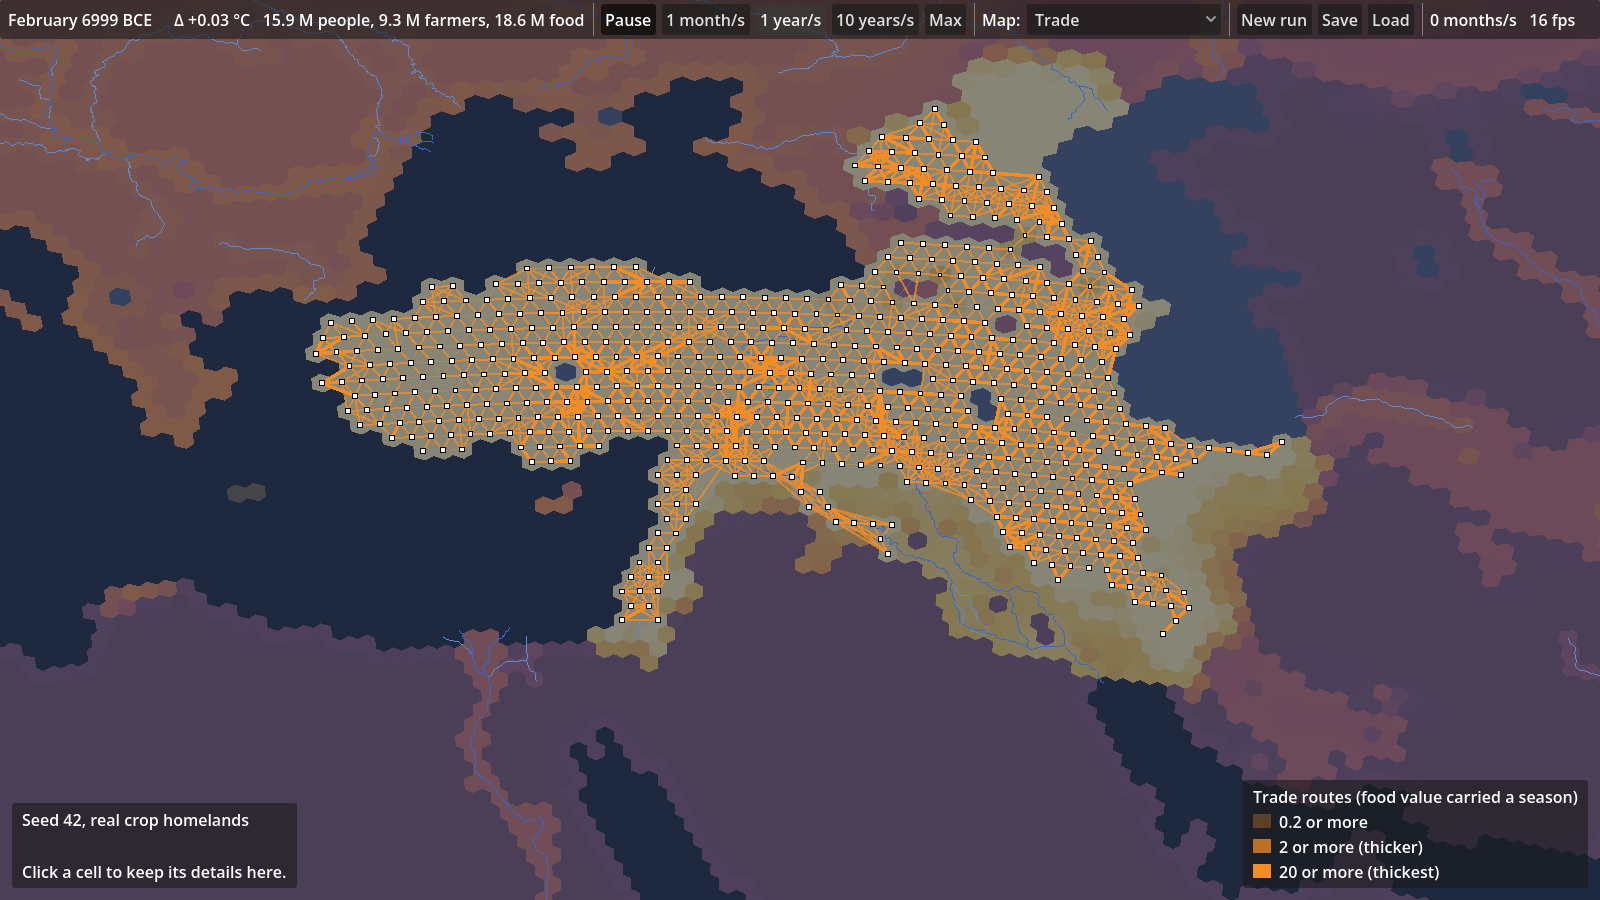 February 6999 BCE Δ +0.03 °C 15.9 M people, 9.3 M farmers, 18.6 M food Pause 1 month/s 1 year/s 10 years/s Max Map: Trade New run Save Load 0 months/s 16 fps
Seed 42, real crop homelands
Click a cell to keep its details here.
Trade routes (food value carried a season)
0.2 or more
2 or more (thicker)
20 or more (thickest)